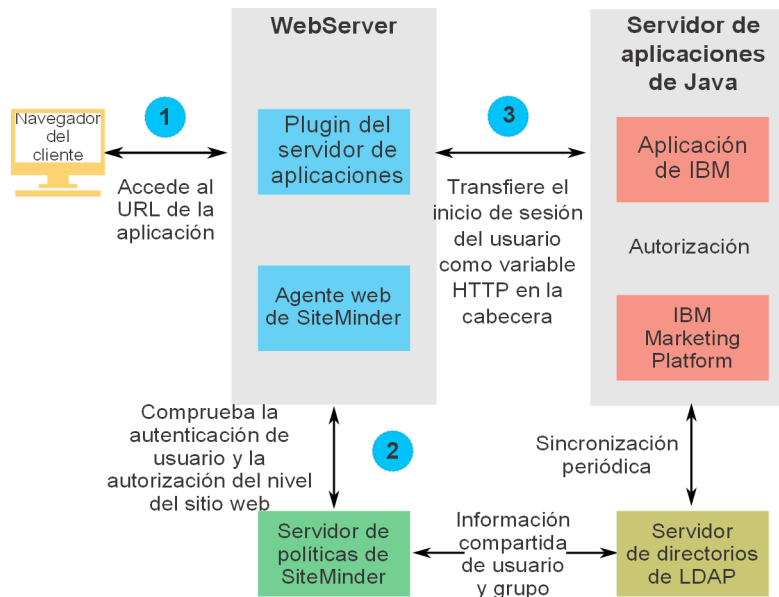 WebServer
Servidor de
aplicaciones
de Java
1
3
Navegador
del
cliente
Plugin del
servidor de
aplicaciones
Aplicación
de IBM
Accede al
URL de la
aplicación
Transfiere el
inicio de sesión
del usuario
como variable
HTTP en la
cabecera
Autorización
Agente web
de SiteMinder
IBM
Marketing
Platform
Comprueba la
autenticación de
usuario y la
autorización del nivel
del sitio web
2
Sincronización
periódica
Servidor de
políticas de
SiteMinder
Información
compartida
de usuario
y grupo
Servidor
de directorios
de LDAP